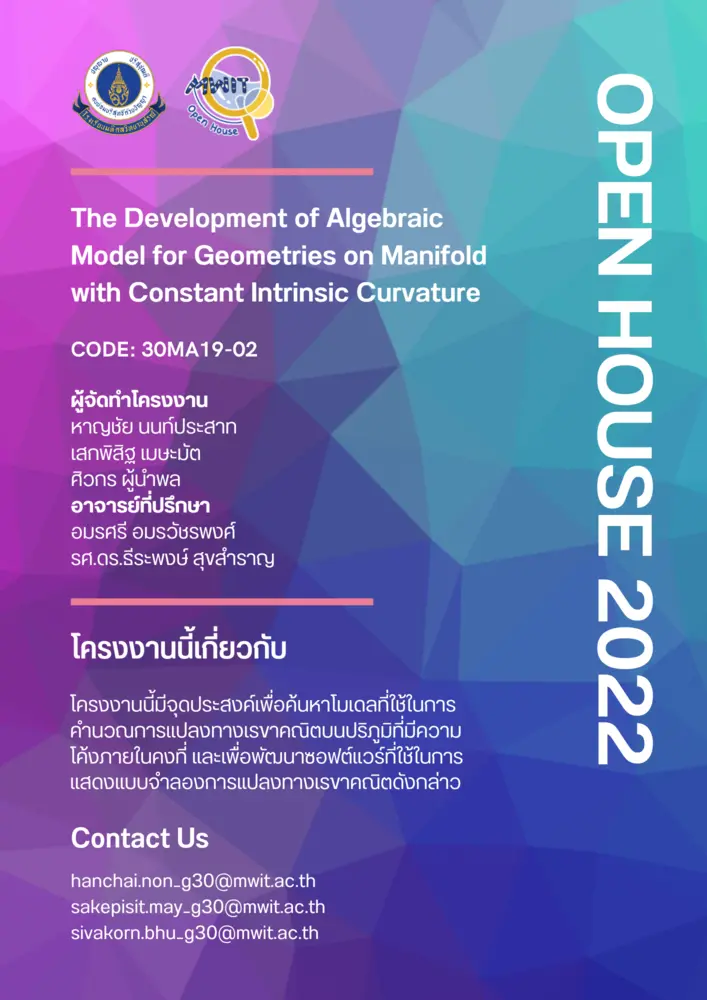 MWIT
Open House
The Development of Algebraic
Model for Geometries on Manifold
with Constant Intrinsic Curvature
CODE: 30MA19-02
ผู้จัดทำโครงงาน
หาญชัย นนท์ประสาท
เสกพิสิฐ เมษะมัต
ศิวกร ผู้นำพล
อาจารย์ที่ปรึกษา
อมรศรี อมรวัชรพงศ์
รศ.ดร.ธีระพงษ์ สุขสำราญ
โครงงานนี้เกี่ยวกับ
โครงงานนี้มีจุดประสงค์เพื่อค้นหาโมเดลที่ใช้ในการ
คำนวณการแปลงทางเรขาคณิตบนปริภูมิที่มีความ
โค้งภายในคงที่ และเพื่อพัฒนาซอฟต์แวร์ที่ใช้ในการ
แสดงแบบจำลองการแปลงทางเรขาคณิตดังกล่าว
Contact Us
hanchai.non_g30@mwit.ac.th
sakepisit.may_g30@mwit.ac.th
sivakorn.bhu_g30@mwit.ac.th
OPEN HOUSE 2022